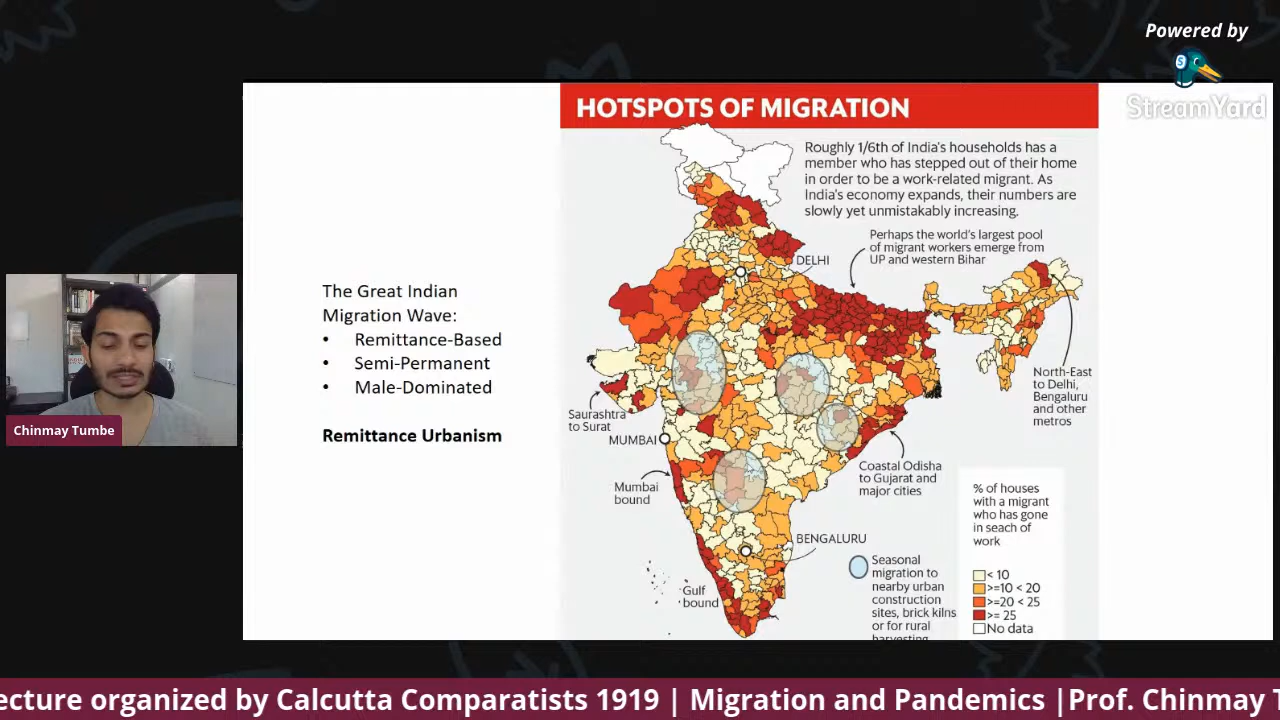 Powered by
StreamYard
HOTSPOTS OF MIGRATION
Roughly 1/6th of India's households has a
member who has stepped out of their home
in order to be a work-related migrant. As
India's economy expands, their numbers are
slowly yet unmistakably increasing.
Perhaps the world's largest pool
of migrant workers emerge from
UP and western Bihar
DELHI
The Great Indian
Migration Wave:
• Remittance-Based
• Semi-Permanent
• Male-Dominated
Remittance Urbanism
North-East
to Delhi,
Bengaluru
and other
metros
Saurashtra
to Surat
MUMBAI
Mumbai
bound
Coastal Odisha
to Gujarat and
major cities
BENGALURU
Gulf
bound
Seasonal
migration to
nearby urban
construction
sites, brick kilns
or for rural
harvesting
% of houses
with a migrant
who has gone
in seach of
work
< 10
>=10 < 20
>=20 < 25
>= 25
No data
Chinmay Tumbe
ecture organized by Calcutta Comparatists 1919 | Migration and Pandemics |Prof. Chinmay T